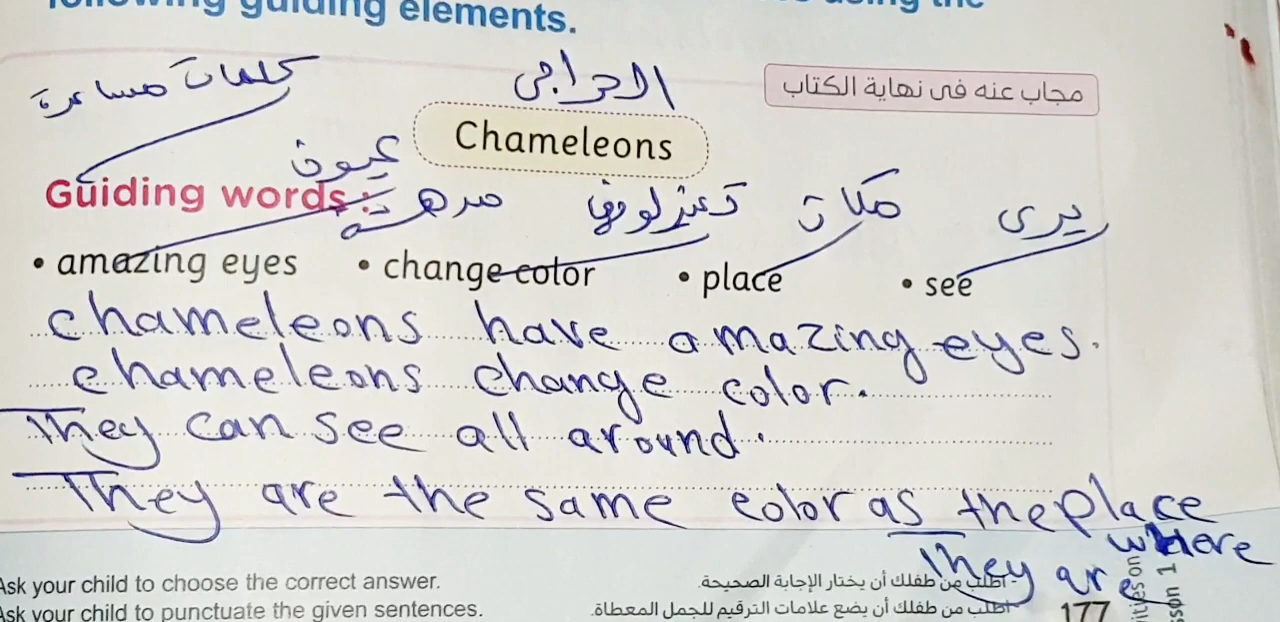 following guiding elements. using the
كلمات مساعدة
الحرابى
مجاب عنه فى نهاية الكتاب
Chameleons
عيون
Guiding words:
مدهشة
تغير لونها
مكان
يرى
• amazing eyes • change color • place • see
chameleons have amazing eyes.
chameleons change color.
They can see all around.
They are the same color as the place
where
They are
Ask your child to choose the correct answer.
اطلب من طفلك أن يختار الإجابة الصحيحة.
Ask your child to punctuate the given sentences.
اطلب من طفلك أن يضع علامات الترقيم للجمل المعطاة.
177